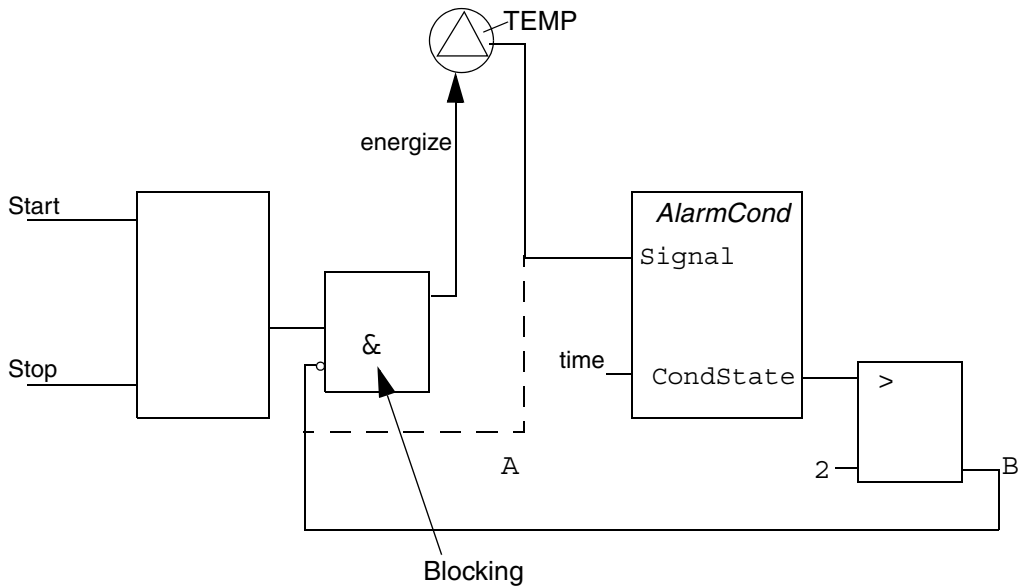 TEMP
energize
Start
AlarmCond
Signal
&
Stop
time
CondState
>
A
2
B
Blocking